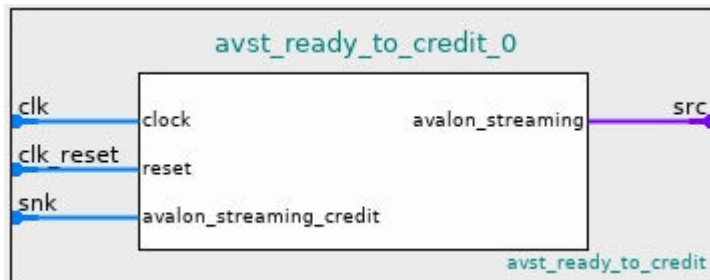 avst_ready_to_credit_0
clk
clock
avalon_streaming
src
clk_reset
reset
snk
avalon_streaming_credit
avst_ready_to_credit